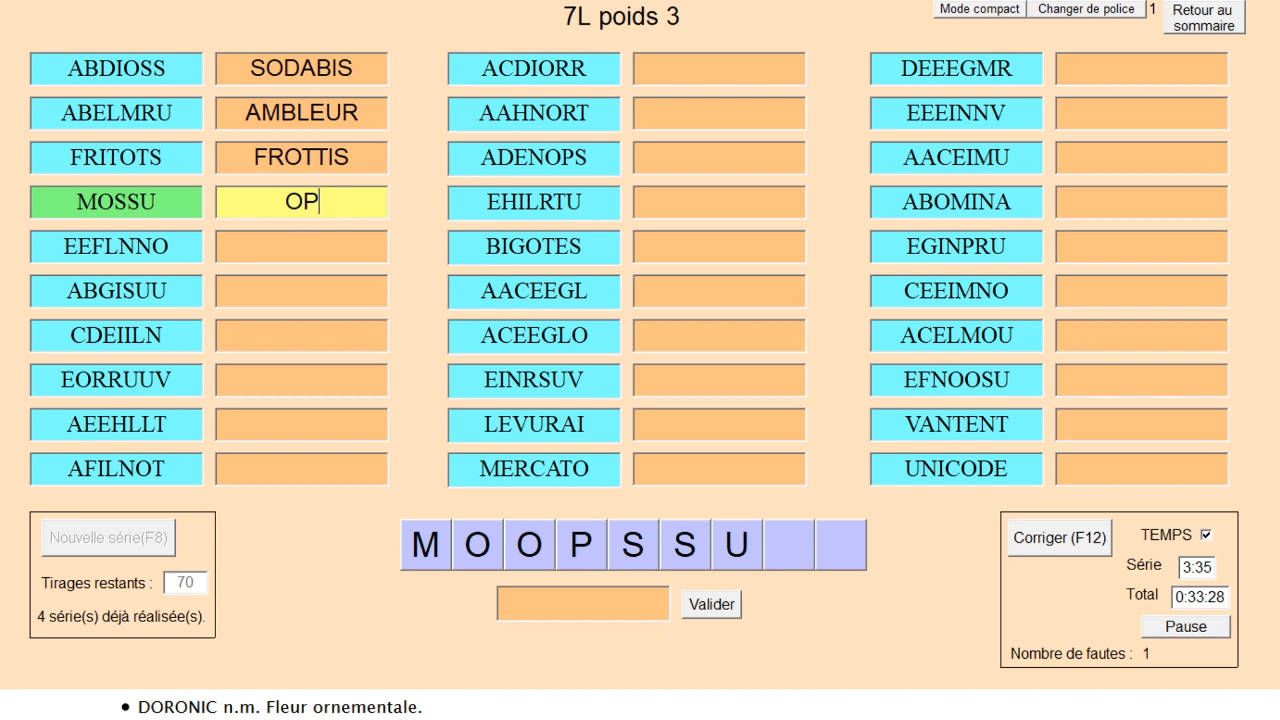 7L poids 3
Mode compact Changer de police 1 Retour au sommaire
ABDIOSS SODABIS ACDIORR DEEEGMR
ABELMRU AMBLEUR AAHNORT EEEINNV
FRITOTS FROTTIS ADENOPS AACEIMU
MOSSU OP EHILRTU ABOMINA
EEFLNNO BIGOTES EGINPRU
ABGISUU AACEEGL CEEIMNO
CDEIILN ACEEGLO ACELMOU
EORRUUV EINRSUV EFNOOSU
AEEHLLT LEVURAI VANTENT
AFILNOT MERCATO UNICODE
Nouvelle série(F8)
Tirages restants : 70
4 série(s) déjà réalisée(s).
M O O P S S U
Valider
Corriger (F12) TEMPS
Série 3:35
Total 0:33:28
Pause
Nombre de fautes : 1
• DORONIC n.m. Fleur ornementale.